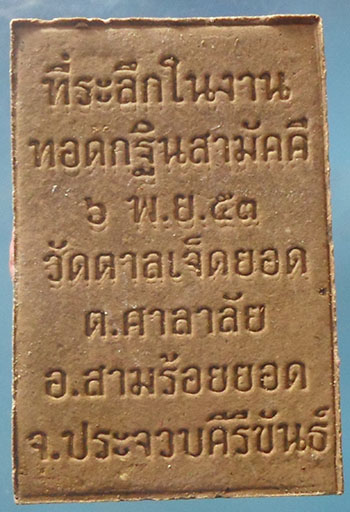 ที่ระลึกในงาน
ทอดกฐินสามัคคี
๖ พ.ย.๕๓
วัดตาลเจ็ดยอด
ต.ศาลาลัย
อ.สามร้อยยอด
จ.ประจวบคีรีขันธ์